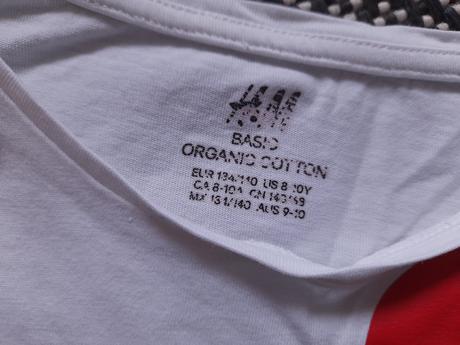 BASIC
ORGANIC COTTON
EUR 134/140 US 8-10Y
CA 8-10A CN 140/
MX 134/140 AUS 9-10